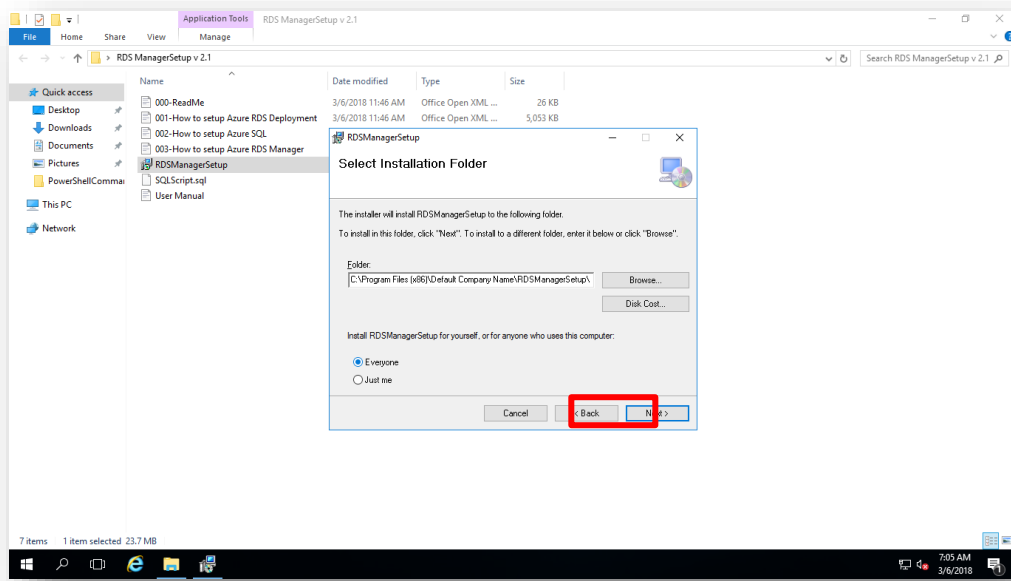 Application Tools
RDS ManagerSetup v 2.1
File
Home
Share
View
Manage
RDS ManagerSetup v 2.1
Search RDS ManagerSetup v 2.1
Name
Date modified
Type
Size
Quick access
Desktop
Downloads
Documents
Pictures
PowerShellComma
This PC
Network
000-ReadMe
3/6/2018 11:46 AM
Office Open XML ...
26 KB
001-How to setup Azure RDS Deployment
3/6/2018 11:46 AM
Office Open XML ...
5,053 KB
002-How to setup Azure SQL
003-How to setup Azure RDS Manager
RDSManagerSetup
SQLScript.sql
User Manual
RDSManagerSetup
Select Installation Folder
The installer will install RDSManagerSetup to the following folder.
To install in this folder, click "Next". To install to a different folder, enter it below or click "Browse".
Folder:
C:\Program Files (x86)\Default Company Name\RDSManagerSetup\
Browse...
Disk Cost...
Install RDSManagerSetup for yourself, or for anyone who uses this computer:
Everyone
Just me
Cancel
< Back
7 items
1 item selected 23.7 MB
7:05 AM
3/6/2018